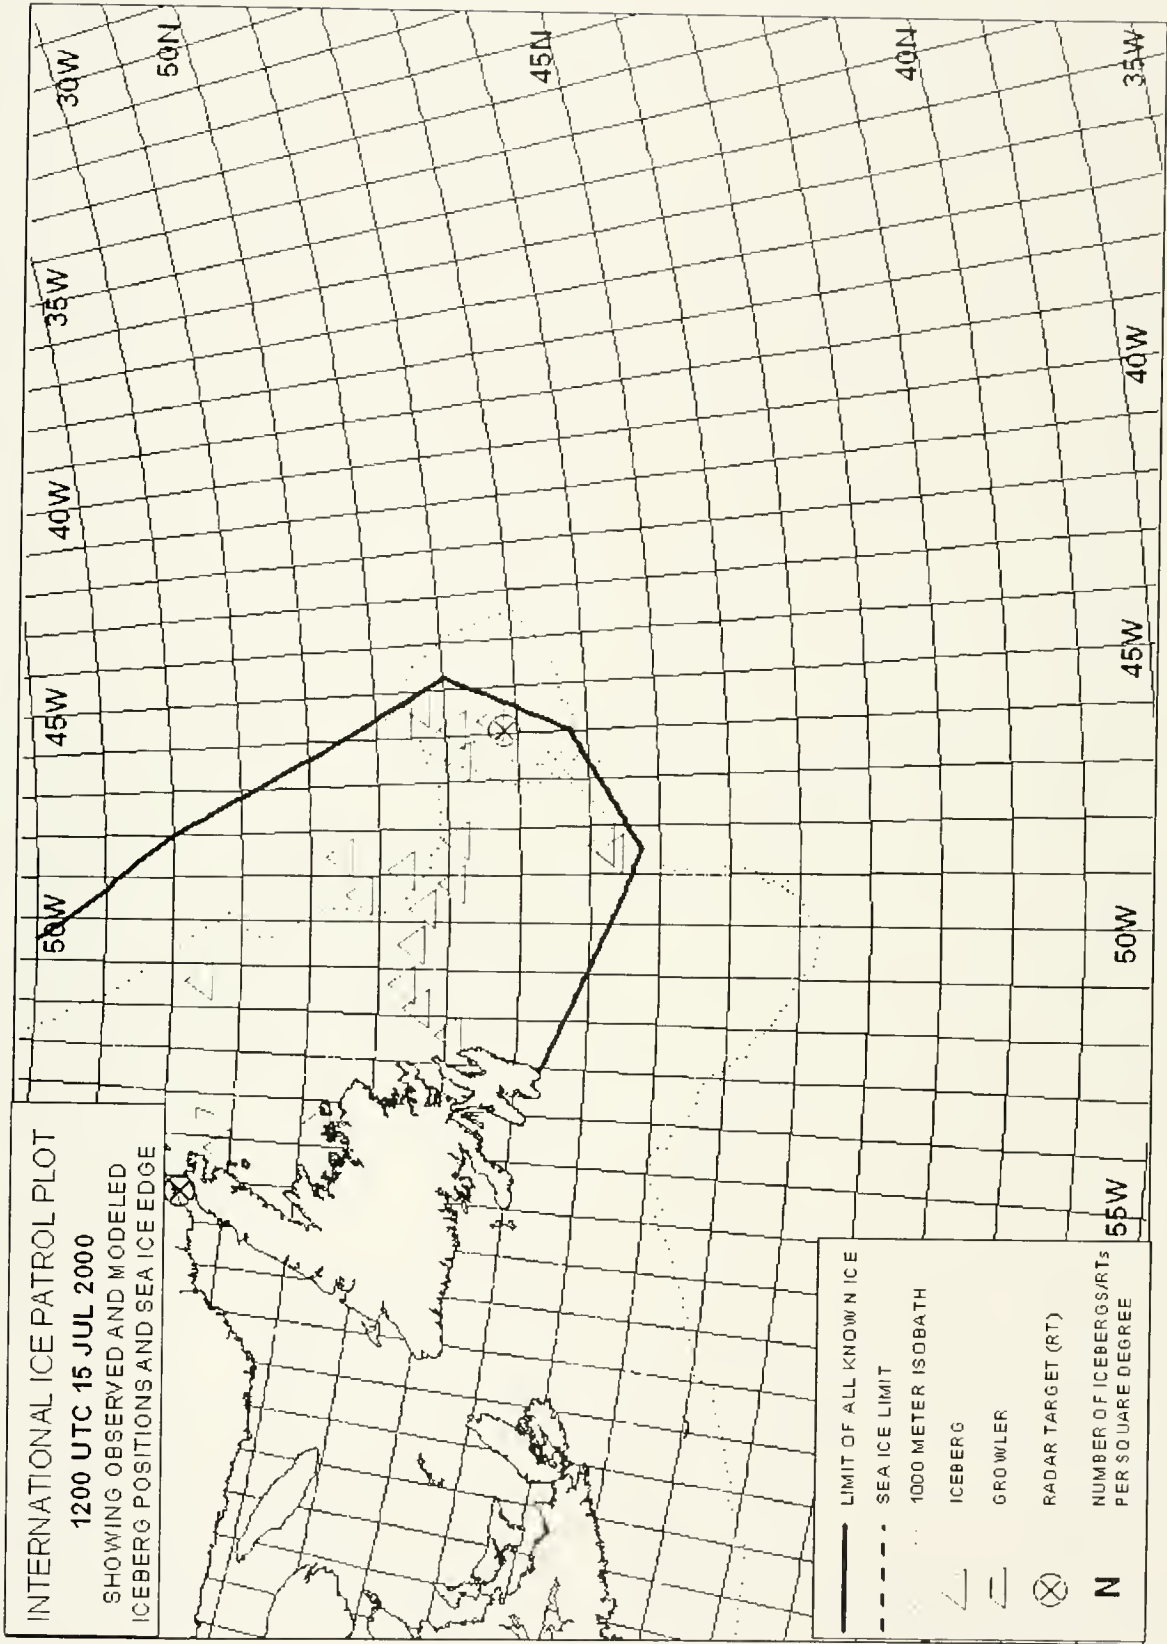 INTERNATIONAL ICE PATROL PLOT
1200 UTC 15 JUL 2000
SHOWING OBSERVED AND MODELED
ICEBERG POSITIONS AND SEA ICE EDGE
50W
45W
40W
35W
30W
50N
45N
40N
35W
40W
45W
50W
55W
LIMIT OF ALL KNOWN ICE
SEA ICE LIMIT
1000 METER ISOBATH
ICEBERG
GROWLER
RADAR TARGET (RT)
N NUMBER OF ICEBERGS/RTs
PER SQUARE DEGREE